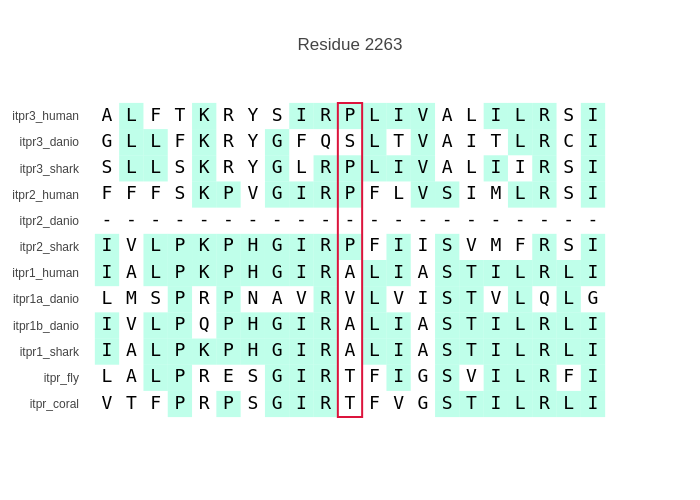 Residue 2263
itpr3_human A L F T K R Y S I R P L I V A L I L R S I
itpr3_danio G L L F K R Y G F Q S L T V A I T L R C I
itpr3_shark S L L S K R Y G L R P L I V A L I I R S I
itpr2_human F F F S K P V G I R P F L V S I M L R S I
itpr2_danio - - - - - - - - - - - - - - - - - - - - -
itpr2_shark I V L P K P H G I R P F I I S V M F R S I
itpr1_human I A L P K P H G I R A L I A S T I L R L I
itpr1a_danio L M S P R P N A V R V L V I S T V L Q L G
itpr1b_danio I V L P Q P H G I R A L I A S T I L R L I
itpr1_shark I A L P K P H G I R A L I A S T I L R L I
itpr_fly L A L P R E S G I R T F I G S V I L R F I
itpr_coral V T F P R P S G I R T F V G S T I L R L I